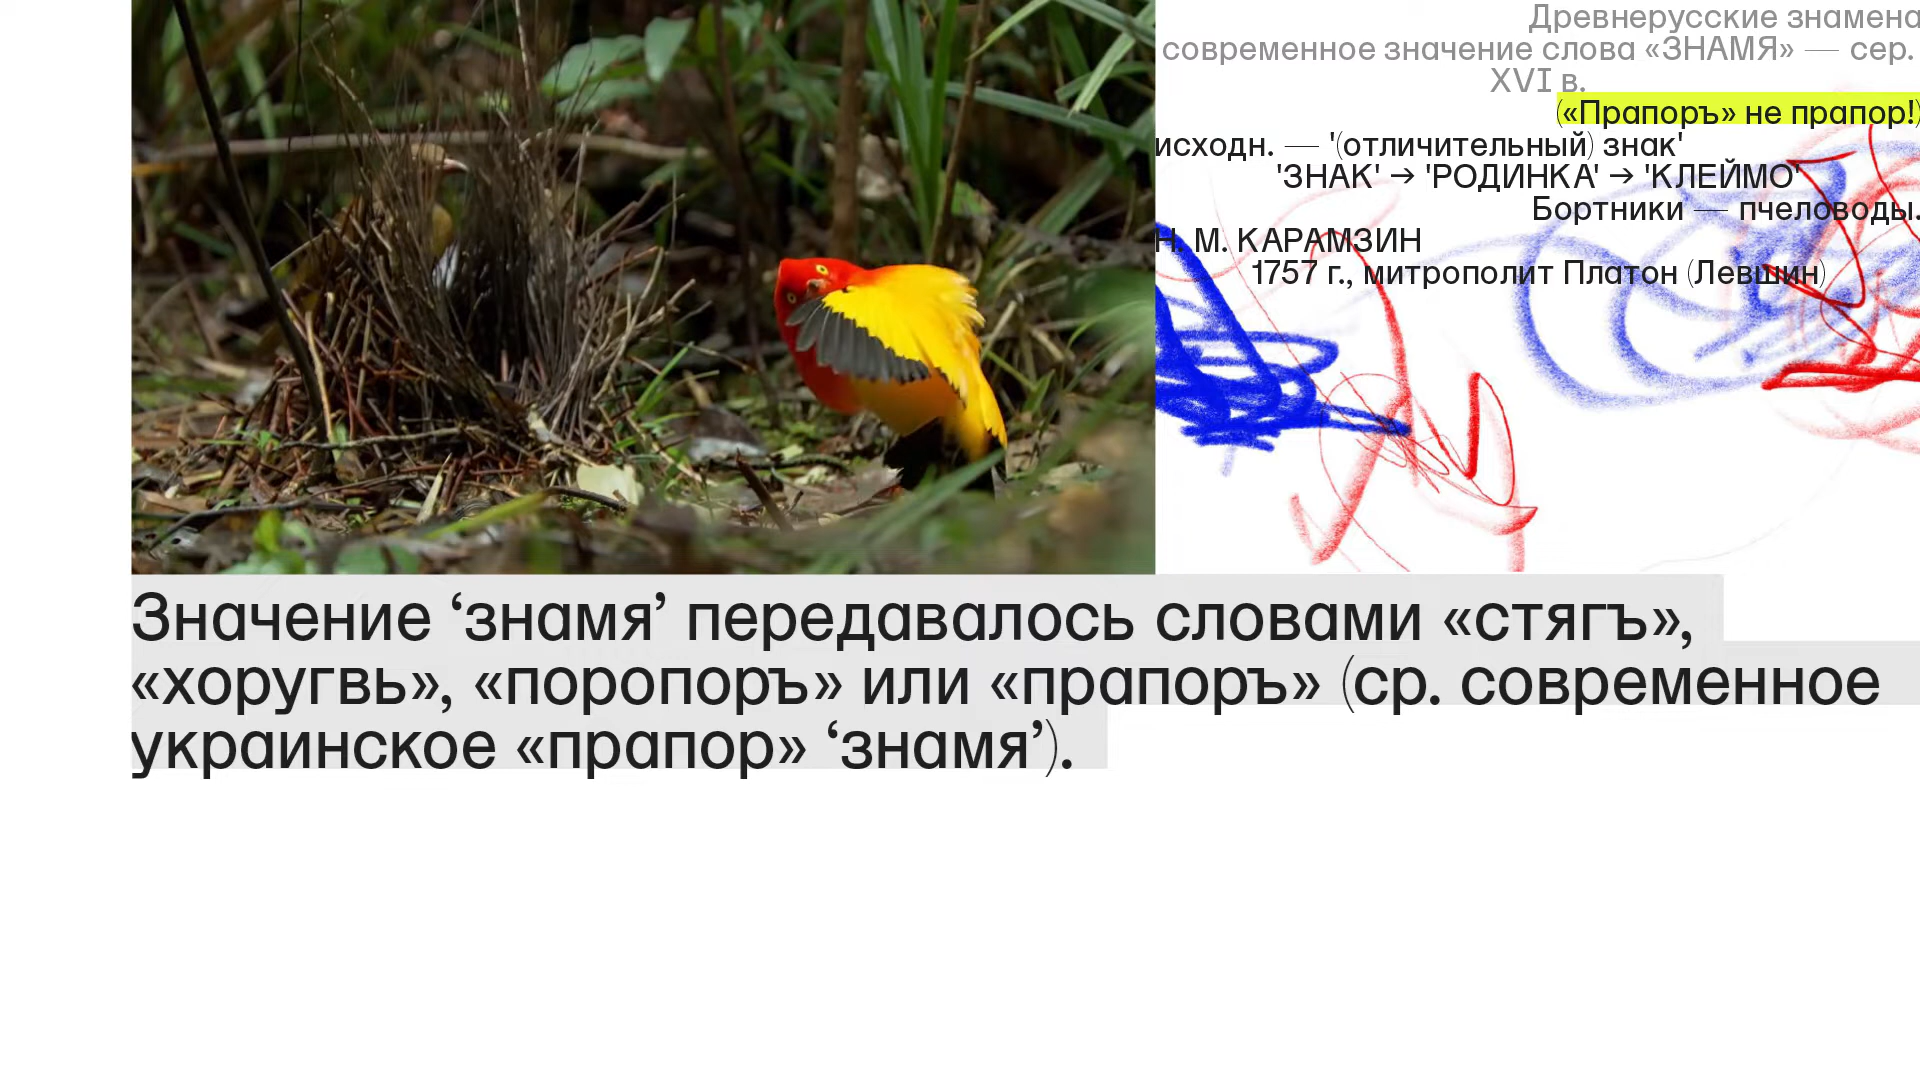 Древнерусские знамена
современное значение слова «ЗНАМЯ» — сер.
XVI в.
(«Прапоръ» не прапор!)
исходн. — '(отличительный) знак'
'ЗНАК' → 'РОДИНКА' → 'КЛЕЙМО'
Бортники — пчеловоды.
Н. М. КАРАМЗИН
1757 г., митрополит Платон (Левшин)
Значение ‘знамя’ передавалось словами «стягъ»,
«хоругвь», «поропоръ» или «прапоръ» (ср. современное
украинское «прапор» ‘знамя’).